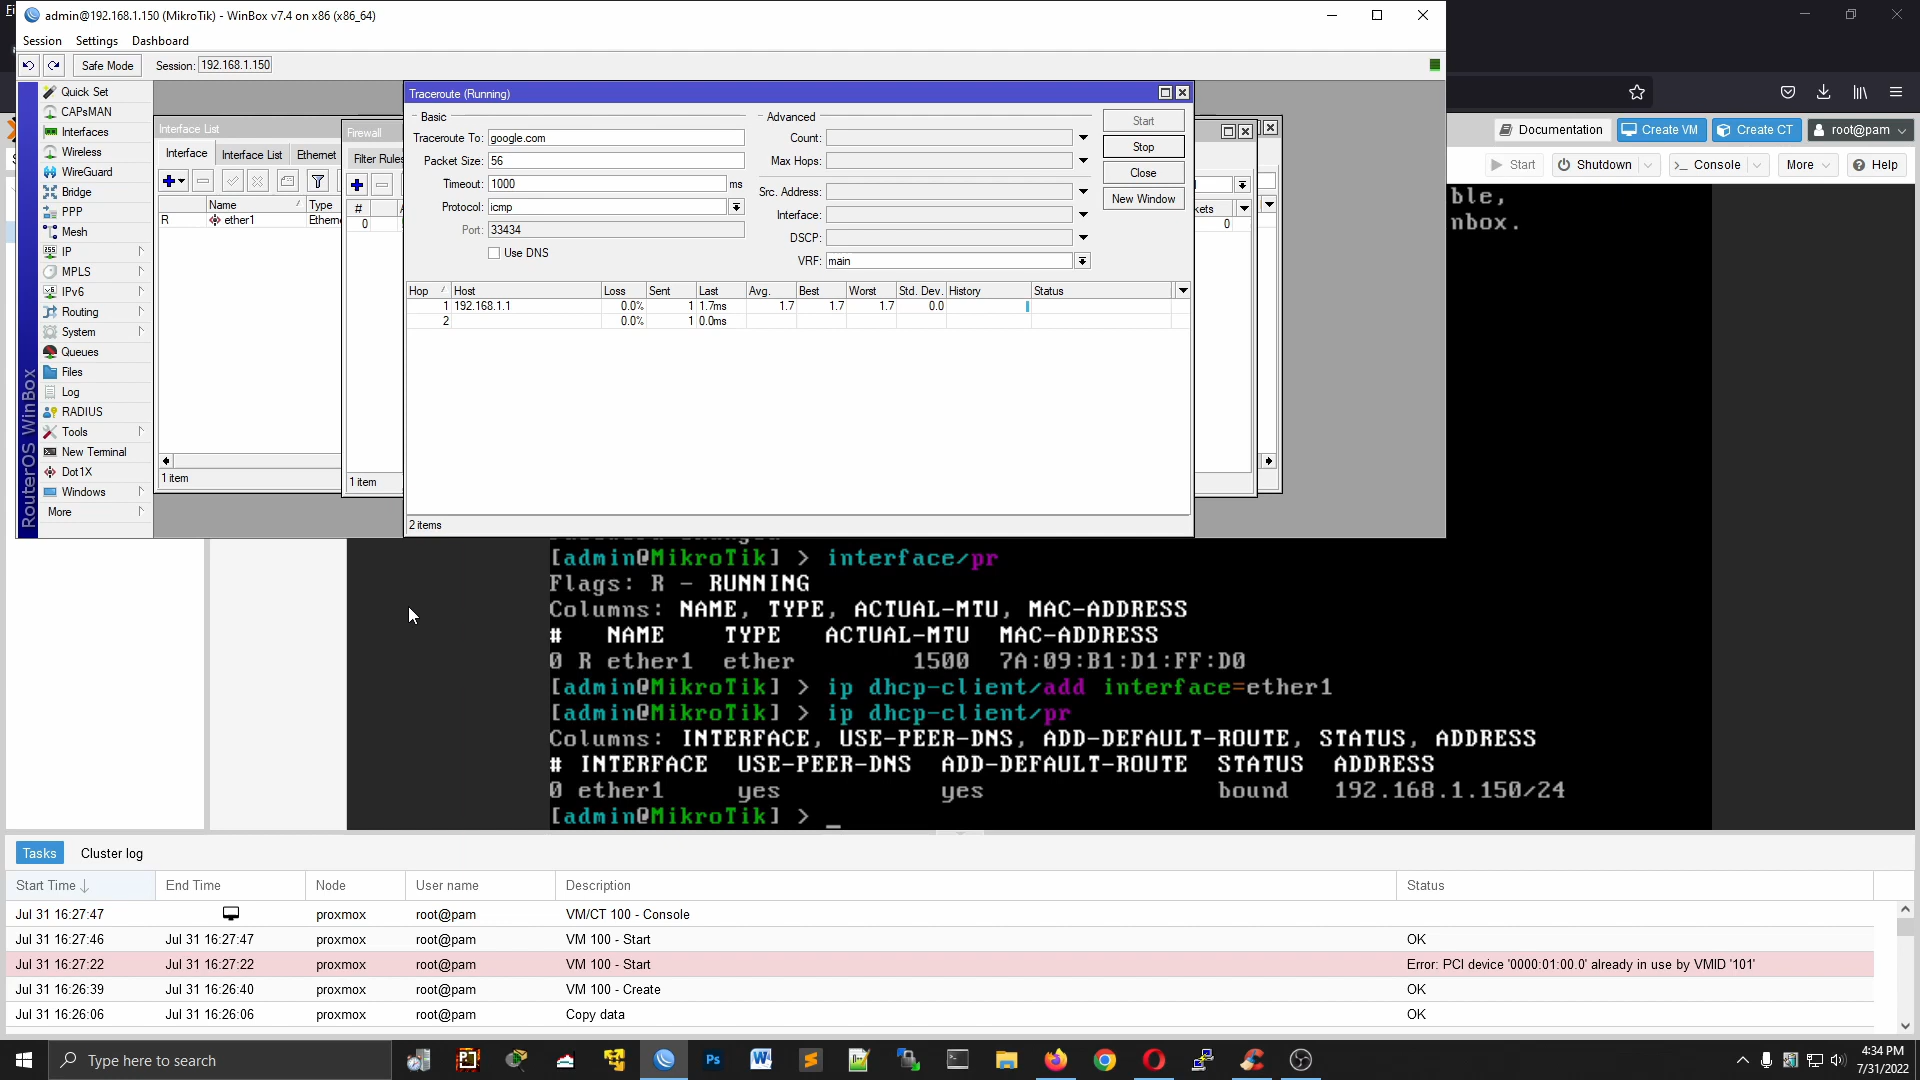 admin@192.168.1.150 (MikroTik) - WinBox v7.4 on x86 (x86_64)
Session Settings Dashboard
Safe Mode Session: 192.168.1.150
RouterOS WinBox
Quick Set
CAPsMAN
Interfaces
Wireless
WireGuard
Bridge
PPP
Mesh
IP
MPLS
IPv6
Routing
System
Queues
Files
Log
RADIUS
Tools
New Terminal
Dot1X
Windows
More
Interface List
Interface Interface List Ethernet
Name Type
R ether1
1 item
Firewall
Filter Rules
#
0
1 item
0
Traceroute (Running)
Basic
Traceroute To: google.com
Packet Size: 56
Timeout: 1000 ms
Protocol: icmp
Port: 33434
Use DNS
Advanced
Count:
Max Hops:
Src. Address:
Interface:
DSCP:
VRF: main
Start
Stop
Close
New Window
Hop Host Loss Sent Last Avg. Best Worst Std. Dev. History Status
1 192.168.1.1 0.0% 1 1.7ms 1.7 1.7 1.7 0.0
2 0.0% 1 0.0ms
2 items
Documentation Create VM Create CT root@pam
Start Shutdown Console More Help
ble,
nbox.
[admin@MikroTik] > interface/pr
Flags: R - RUNNING
Columns: NAME, TYPE, ACTUAL-MTU, MAC-ADDRESS
# NAME TYPE ACTUAL-MTU MAC-ADDRESS
0 R ether1 ether 1500 7A:09:B1:D1:FF:D0
[admin@MikroTik] > ip dhcp-client/add interface=ether1
[admin@MikroTik] > ip dhcp-client/pr
Columns: INTERFACE, USE-PEER-DNS, ADD-DEFAULT-ROUTE, STATUS, ADDRESS
# INTERFACE USE-PEER-DNS ADD-DEFAULT-ROUTE STATUS ADDRESS
0 ether1 yes yes bound 192.168.1.150/24
[admin@MikroTik] > _
Tasks Cluster log
Start Time End Time Node User name Description Status
Jul 31 16:27:47 proxmox root@pam VM/CT 100 - Console
Jul 31 16:27:46 Jul 31 16:27:47 proxmox root@pam VM 100 - Start OK
Jul 31 16:27:22 Jul 31 16:27:22 proxmox root@pam VM 100 - Start Error: PCI device '0000:01:00.0' already in use by VMID '101'
Jul 31 16:26:39 Jul 31 16:26:40 proxmox root@pam VM 100 - Create OK
Jul 31 16:26:06 Jul 31 16:26:06 proxmox root@pam Copy data OK
Type here to search
4:34 PM
7/31/2022